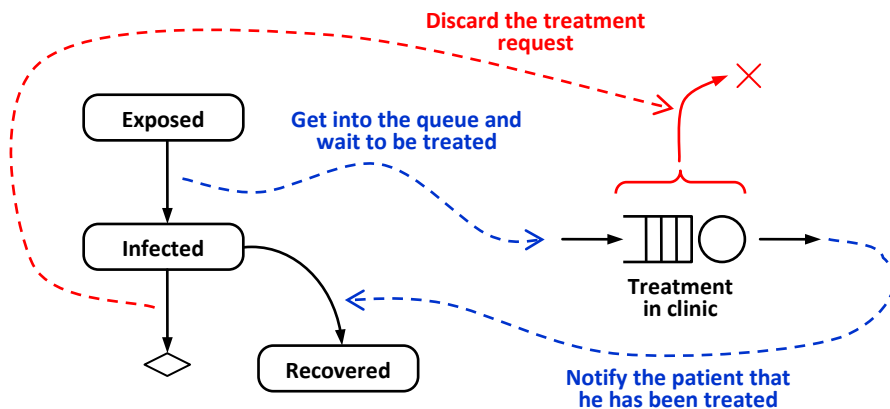 Discard the treatment
request
Exposed
Get into the queue and
wait to be treated
Infected
Treatment
in clinic
Recovered
Notify the patient that
he has been treated